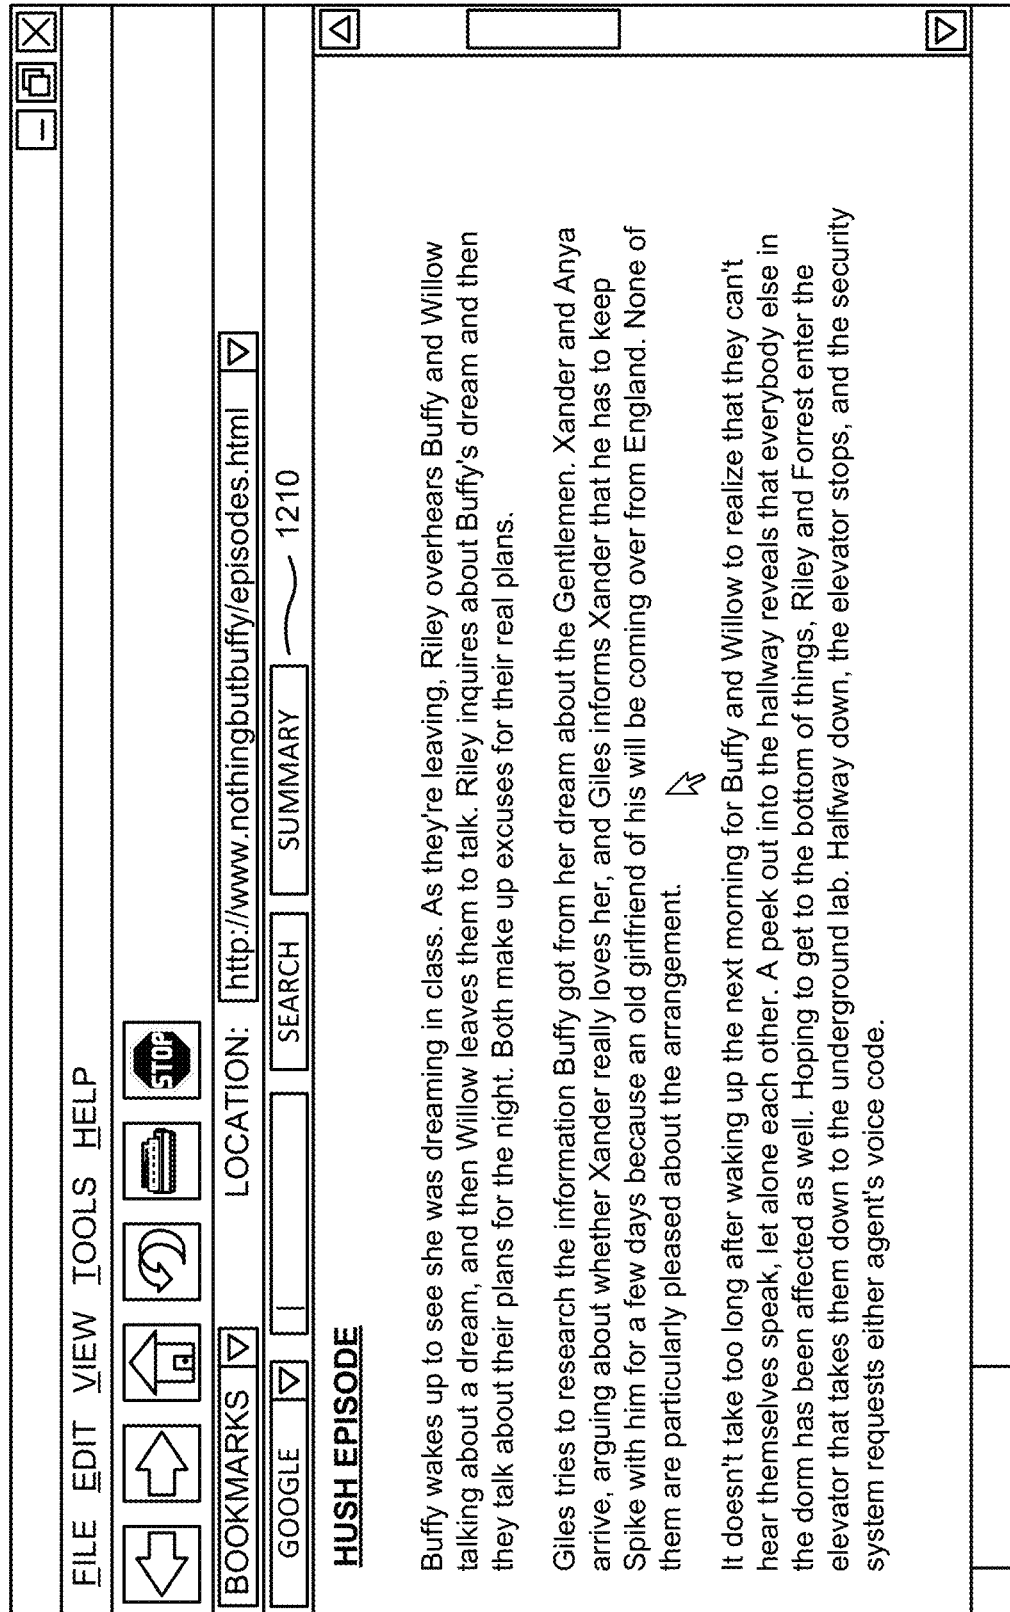 FILE EDIT VIEW TOOLS HELP
STOP
BOOKMARKS LOCATION: http://www.nothingbutbuffy/episodes.html
GOOGLE SEARCH SUMMARY 1210
HUSH EPISODE
Buffy wakes up to see she was dreaming in class. As they're leaving, Riley overhears Buffy and Willow
talking about a dream, and then Willow leaves them to talk. Riley inquires about Buffy's dream and then
they talk about their plans for the night. Both make up excuses for their real plans.
Giles tries to research the information Buffy got from her dream about the Gentlemen. Xander and Anya
arrive, arguing about whether Xander really loves her, and Giles informs Xander that he has to keep
Spike with him for a few days because an old girlfriend of his will be coming over from England. None of
them are particularly pleased about the arrangement.
It doesn't take too long after waking up the next morning for Buffy and Willow to realize that they can't
hear themselves speak, let alone each other. A peek out into the hallway reveals that everybody else in
the dorm has been affected as well. Hoping to get to the bottom of things, Riley and Forrest enter the
elevator that takes them down to the underground lab. Halfway down, the elevator stops, and the security
system requests either agent's voice code.